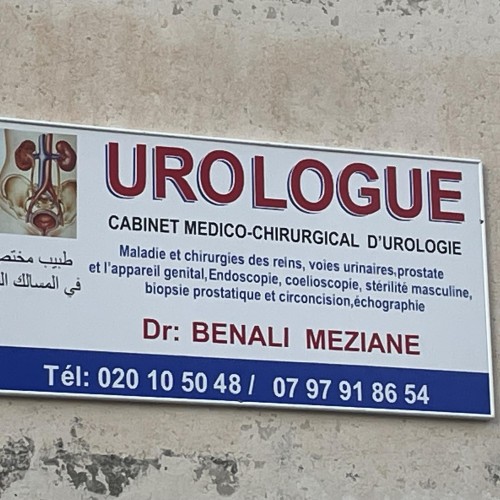 UROLOGUE
CABINET MEDICO-CHIRURGICAL D'UROLOGIE
Maladie et chirurgies des reins, voies urinaires,prostate
et l'appareil genital,Endoscopie, coelioscopie, stérilité masculine,
biopsie prostatique et circoncision,échographie
طبيب
في المسالك
Dr: BENALI MEZIANE
Tél: 020 10 50 48 / 07 97 91 86 54